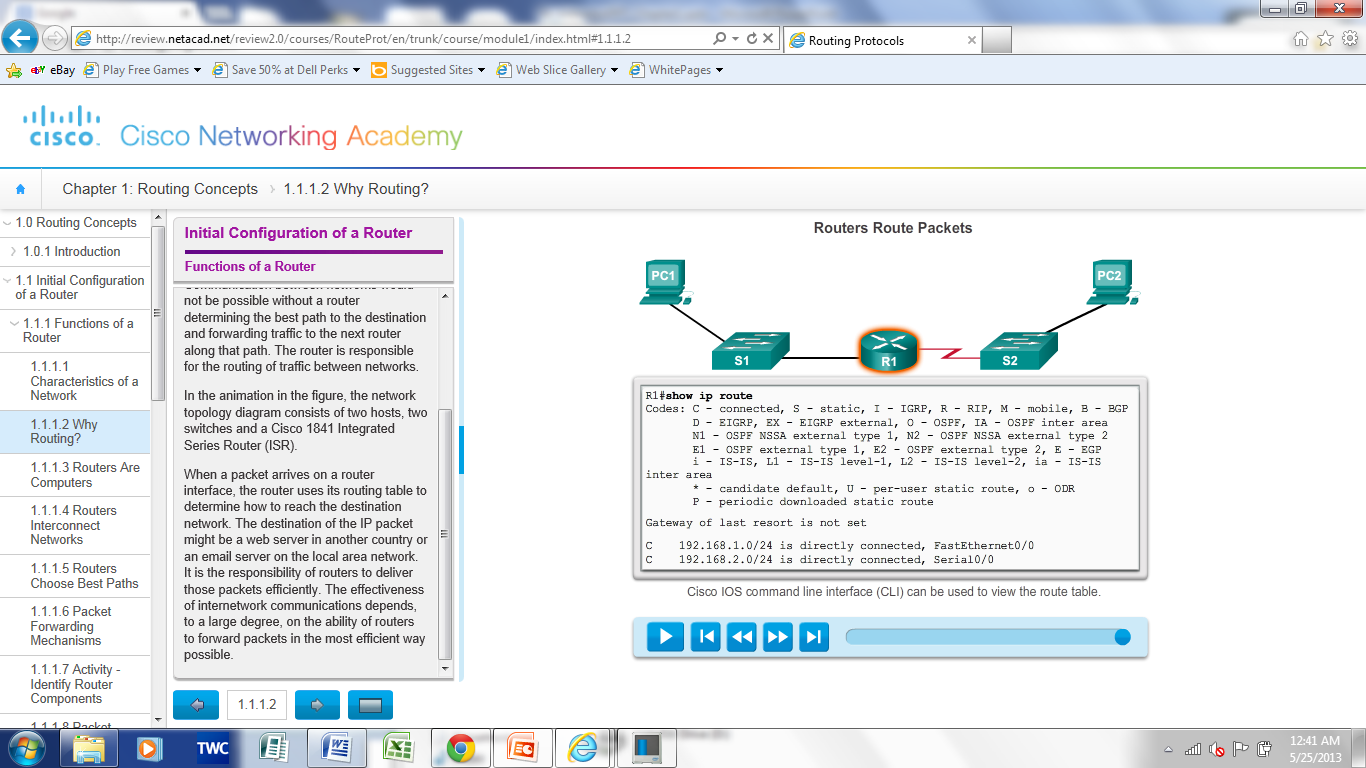 http://review.netacad.net/review2.0/courses/RouteProt/en/trunk/course/module1/index.html#1.1.1.2
Routing Protocols
eBay
Play Free Games
Save 50% at Dell Perks
Suggested Sites
Web Slice Gallery
WhitePages
CISCO.
Cisco Networking Academy
Chapter 1: Routing Concepts
1.1.1.2 Why Routing?
1.0 Routing Concepts
1.0.1 Introduction
1.1 Initial Configuration
of a Router
1.1.1 Functions of a
Router
1.1.1.1
Characteristics of a
Network
1.1.1.2 Why
Routing?
1.1.1.3 Routers Are
Computers
1.1.1.4 Routers
Interconnect
Networks
1.1.1.5 Routers
Choose Best Paths
1.1.1.6 Packet
Forwarding
Mechanisms
1.1.1.7 Activity -
Identify Router
Components
1.1.1.8 Packet
Initial Configuration of a Router
Functions of a Router
Communication between networks would
not be possible without a router
determining the best path to the destination
and forwarding traffic to the next router
along that path. The router is responsible
for the routing of traffic between networks.
In the animation in the figure, the network
topology diagram consists of two hosts, two
switches and a Cisco 1841 Integrated
Series Router (ISR).
When a packet arrives on a router
interface, the router uses its routing table to
determine how to reach the destination
network. The destination of the IP packet
might be a web server in another country or
an email server on the local area network.
It is the responsibility of routers to deliver
those packets efficiently. The effectiveness
of internetwork communications depends,
to a large degree, on the ability of routers
to forward packets in the most efficient way
possible.
1.1.1.2
Routers Route Packets
PC1
PC2
S1
R1
S2
R1#show ip route
Codes: C - connected, S - static, I - IGRP, R - RIP, M - mobile, B - BGP
D - EIGRP, EX - EIGRP external, O - OSPF, IA - OSPF inter area
N1 - OSPF NSSA external type 1, N2 - OSPF NSSA external type 2
E1 - OSPF external type 1, E2 - OSPF external type 2, E - EGP
i - IS-IS, L1 - IS-IS level-1, L2 - IS-IS level-2, ia - IS-IS
inter area
* - candidate default, U - per-user static route, o - ODR
P - periodic downloaded static route
Gateway of last resort is not set
C 192.168.1.0/24 is directly connected, FastEthernet0/0
C 192.168.2.0/24 is directly connected, Serial0/0
Cisco IOS command line interface (CLI) can be used to view the route table.
TWC
12:41 AM
5/25/2013